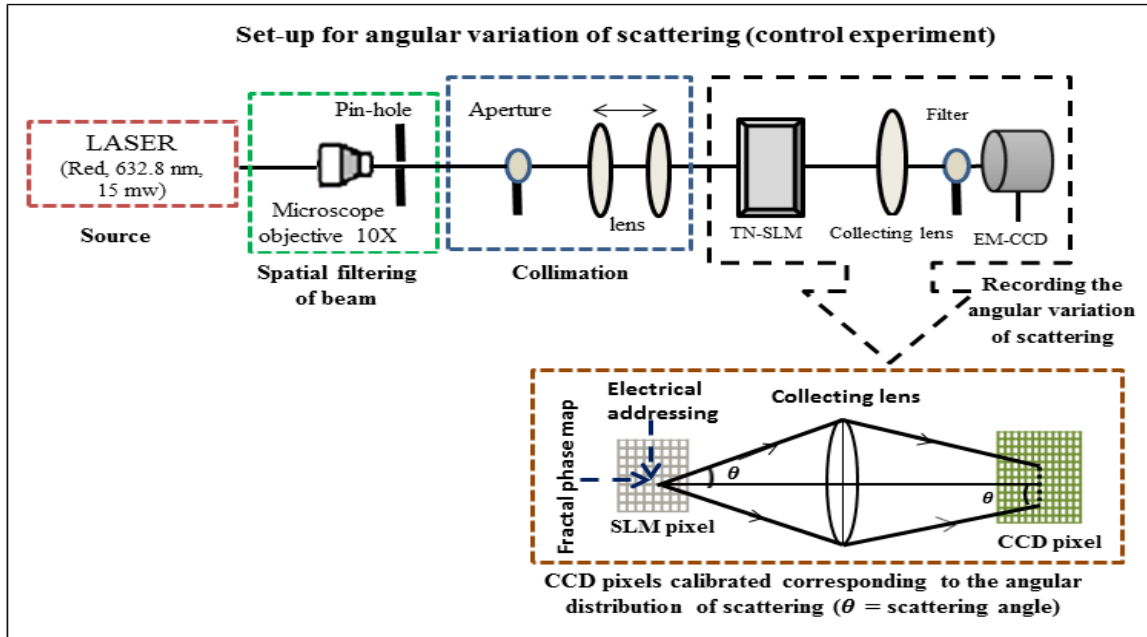 Set-up for angular variation of scattering (control experiment)
LASER
(Red, 632.8 nm,
15 mw)
Source
Pin-hole
Microscope
objective 10X
Spatial filtering
of beam
Aperture
lens
Collimation
Filter
TN-SLM
Collecting lens
EM-CCD
Recording the
angular variation
of scattering
Electrical
addressing
Collecting lens
Fractal phase map
θ
θ
SLM pixel
CCD pixel
CCD pixels calibrated corresponding to the angular
distribution of scattering (θ = scattering angle)